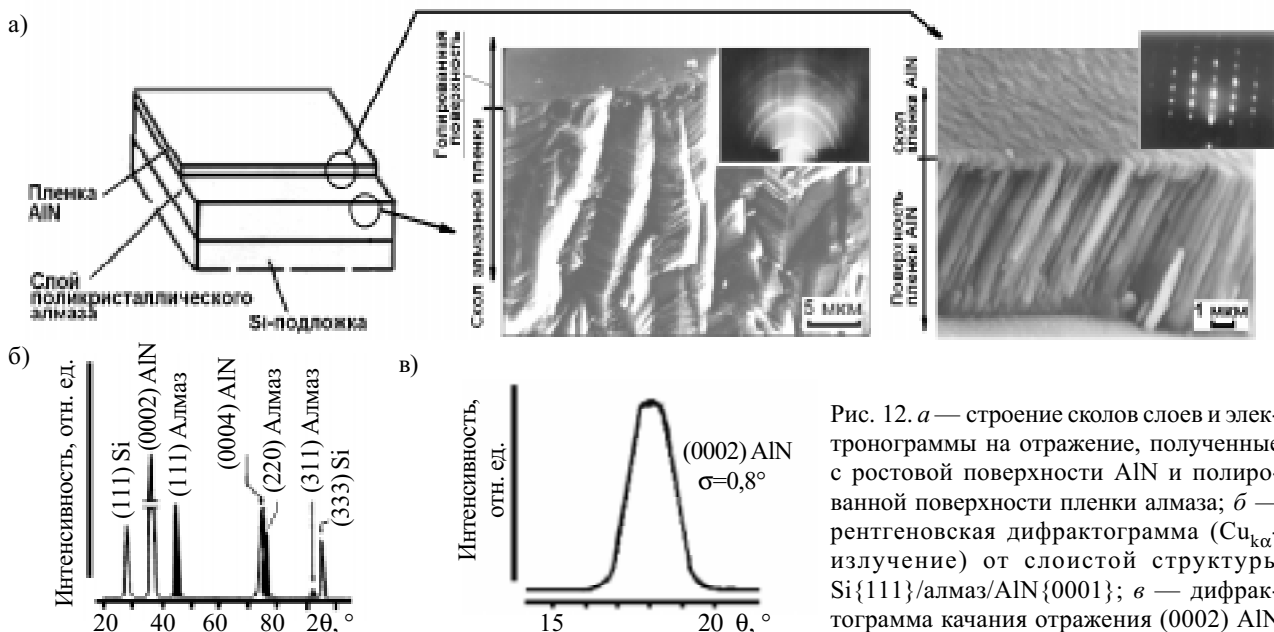 а)
Пленка
AlN
Слой
поликристаллического
алмаза
Si-подложка
Полированная
поверхность
Скол алмазной пленки
5 мкм
Скол
пленки AlN
Поверхность
пленки AlN
1 мкм
б)
Интенсивность, отн. ед.
(111) Si
(0002) AlN
(111) Алмаз
(0004) AlN
(220) Алмаз
(311) Алмаз
(333) Si
20 40 60 80 2θ, °
в)
Интенсивность,
отн. ед.
(0002) AlN
σ=0,8°
15 20 θ, °
Рис. 12. а — строение сколов слоев и элек-
тронограммы на отражение, полученные
с ростовой поверхности AlN и полиро-
ванной поверхности пленки алмаза; б —
рентгеновская дифрактограмма (Cukα-
излучение) от слоистой структуры
Si{111}/алмаз/AlN{0001}; в — дифрак-
тограмма качания отражения (0002) AlN